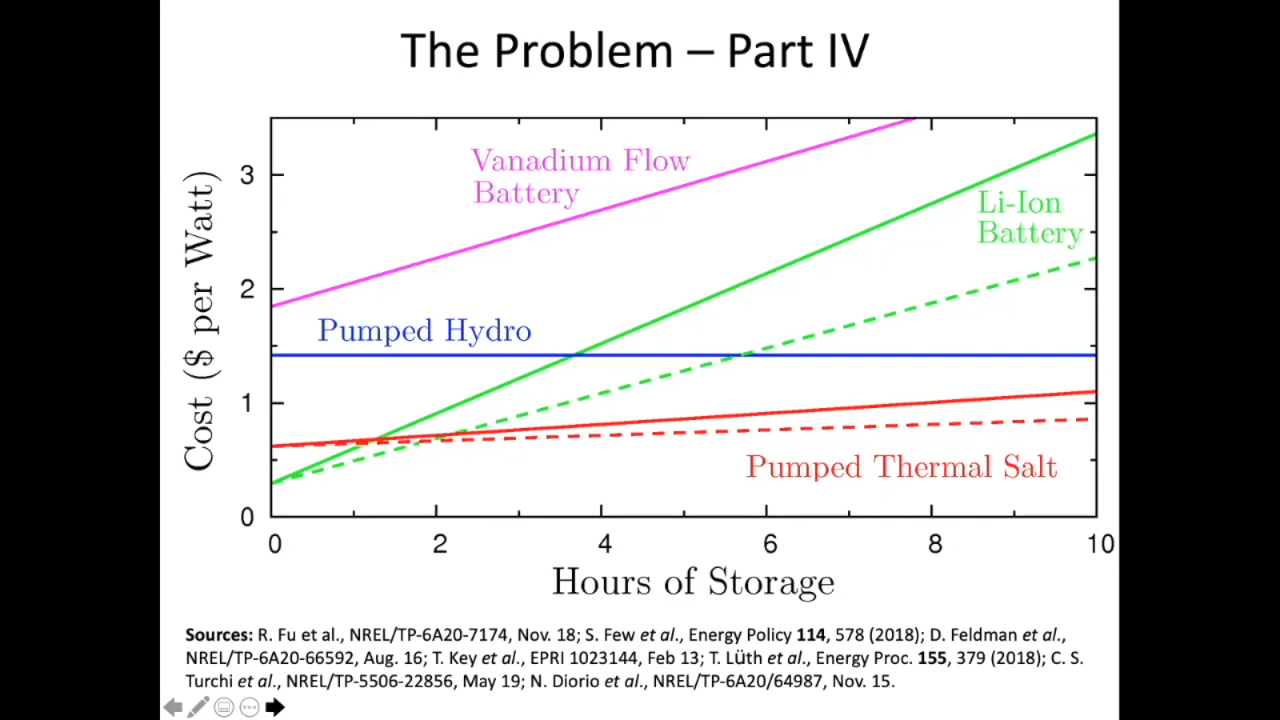 The Problem – Part IV
Vanadium Flow
Battery
Li-Ion
Battery
Pumped Hydro
Pumped Thermal Salt
Cost ($ per Watt)
3
2
1
0
0 2 4 6 8 10
Hours of Storage
Sources: R. Fu et al., NREL/TP-6A20-7174, Nov. 18; S. Few et al., Energy Policy 114, 578 (2018); D. Feldman et al.,
NREL/TP-6A20-66592, Aug. 16; T. Key et al., EPRI 1023144, Feb 13; T. Lüth et al., Energy Proc. 155, 379 (2018); C. S.
Turchi et al., NREL/TP-5506-22856, May 19; N. Diorio et al., NREL/TP-6A20/64987, Nov. 15.